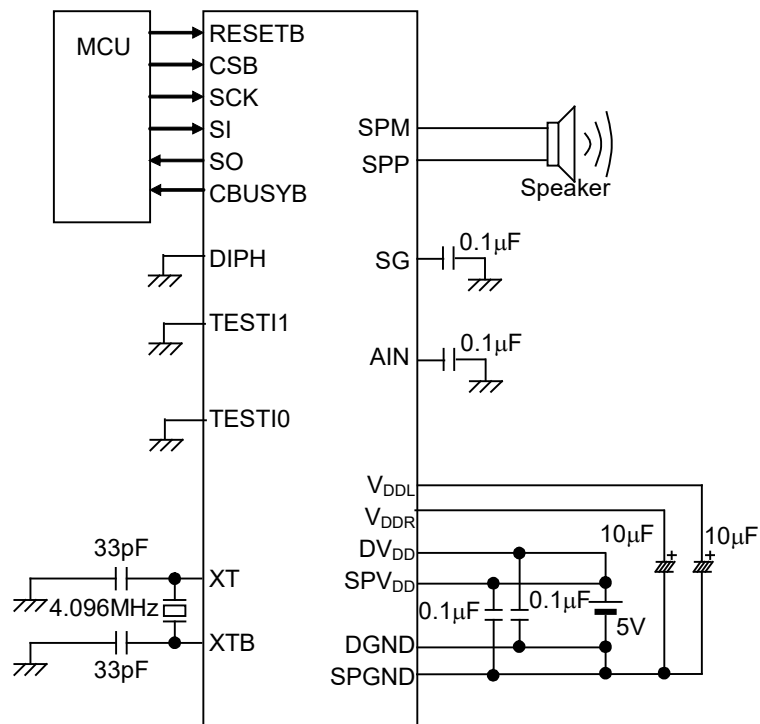 MCU
RESETB
CSB
SCK
SI
SO
CBUSYB
DIPH
TESTI1
TESTI0
33pF
XT
4.096MHz
XTB
33pF
SPM
SPP
Speaker
SG
0.1μF
AIN
0.1μF
VDDL
VDDR
DVDD
SPVDD
DGND
SPGND
0.1μF
0.1μF
5V
10μF
+
10μF
+